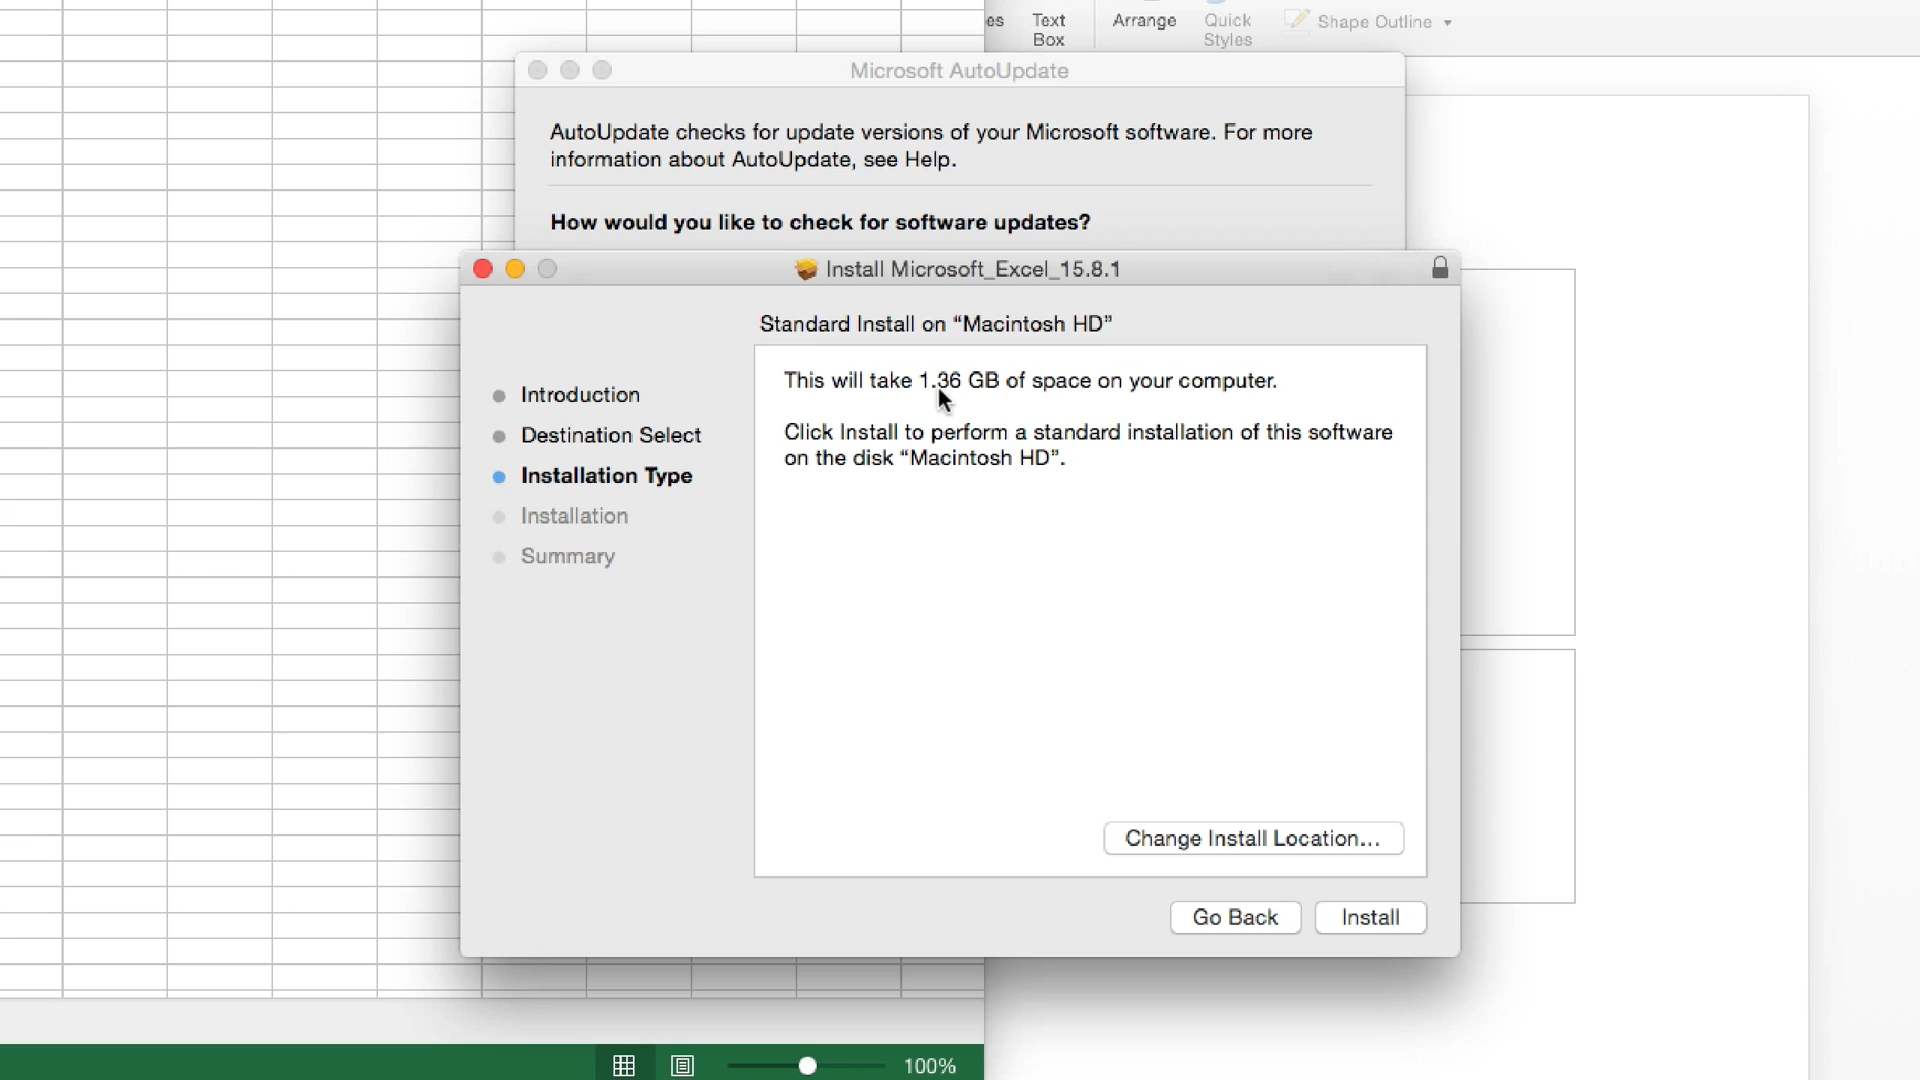 es
Text
Box
Arrange
Quick
Styles
Shape Outline
Microsoft AutoUpdate
AutoUpdate checks for update versions of your Microsoft software. For more
information about AutoUpdate, see Help.
How would you like to check for software updates?
Install Microsoft_Excel_15.8.1
Standard Install on “Macintosh HD”
Introduction
Destination Select
Installation Type
Installation
Summary
This will take 1.36 GB of space on your computer.
Click Install to perform a standard installation of this software
on the disk “Macintosh HD”.
Change Install Location...
Go Back
Install
100%